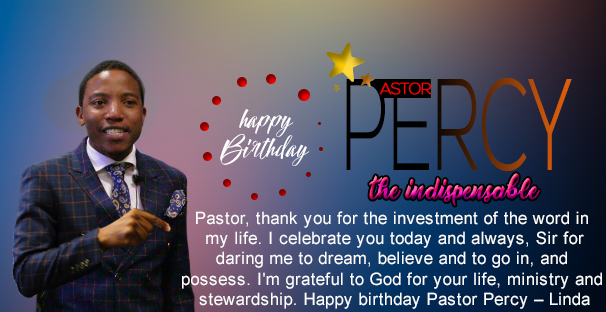 happy
Birthday
PASTOR
PERCY
the indispensable
Pastor, thank you for the investment of the word in
my life. I celebrate you today and always, Sir for
daring me to dream, believe and to go in, and
possess. I'm grateful to God for your life, ministry and
stewardship. Happy birthday Pastor Percy – Linda